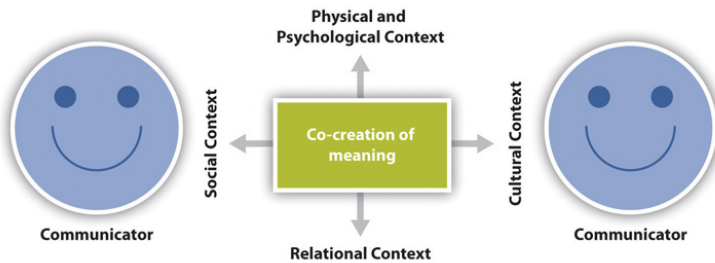 Physical and
Psychological Context
Social Context
Co-creation of
meaning
Cultural Context
Communicator
Relational Context
Communicator